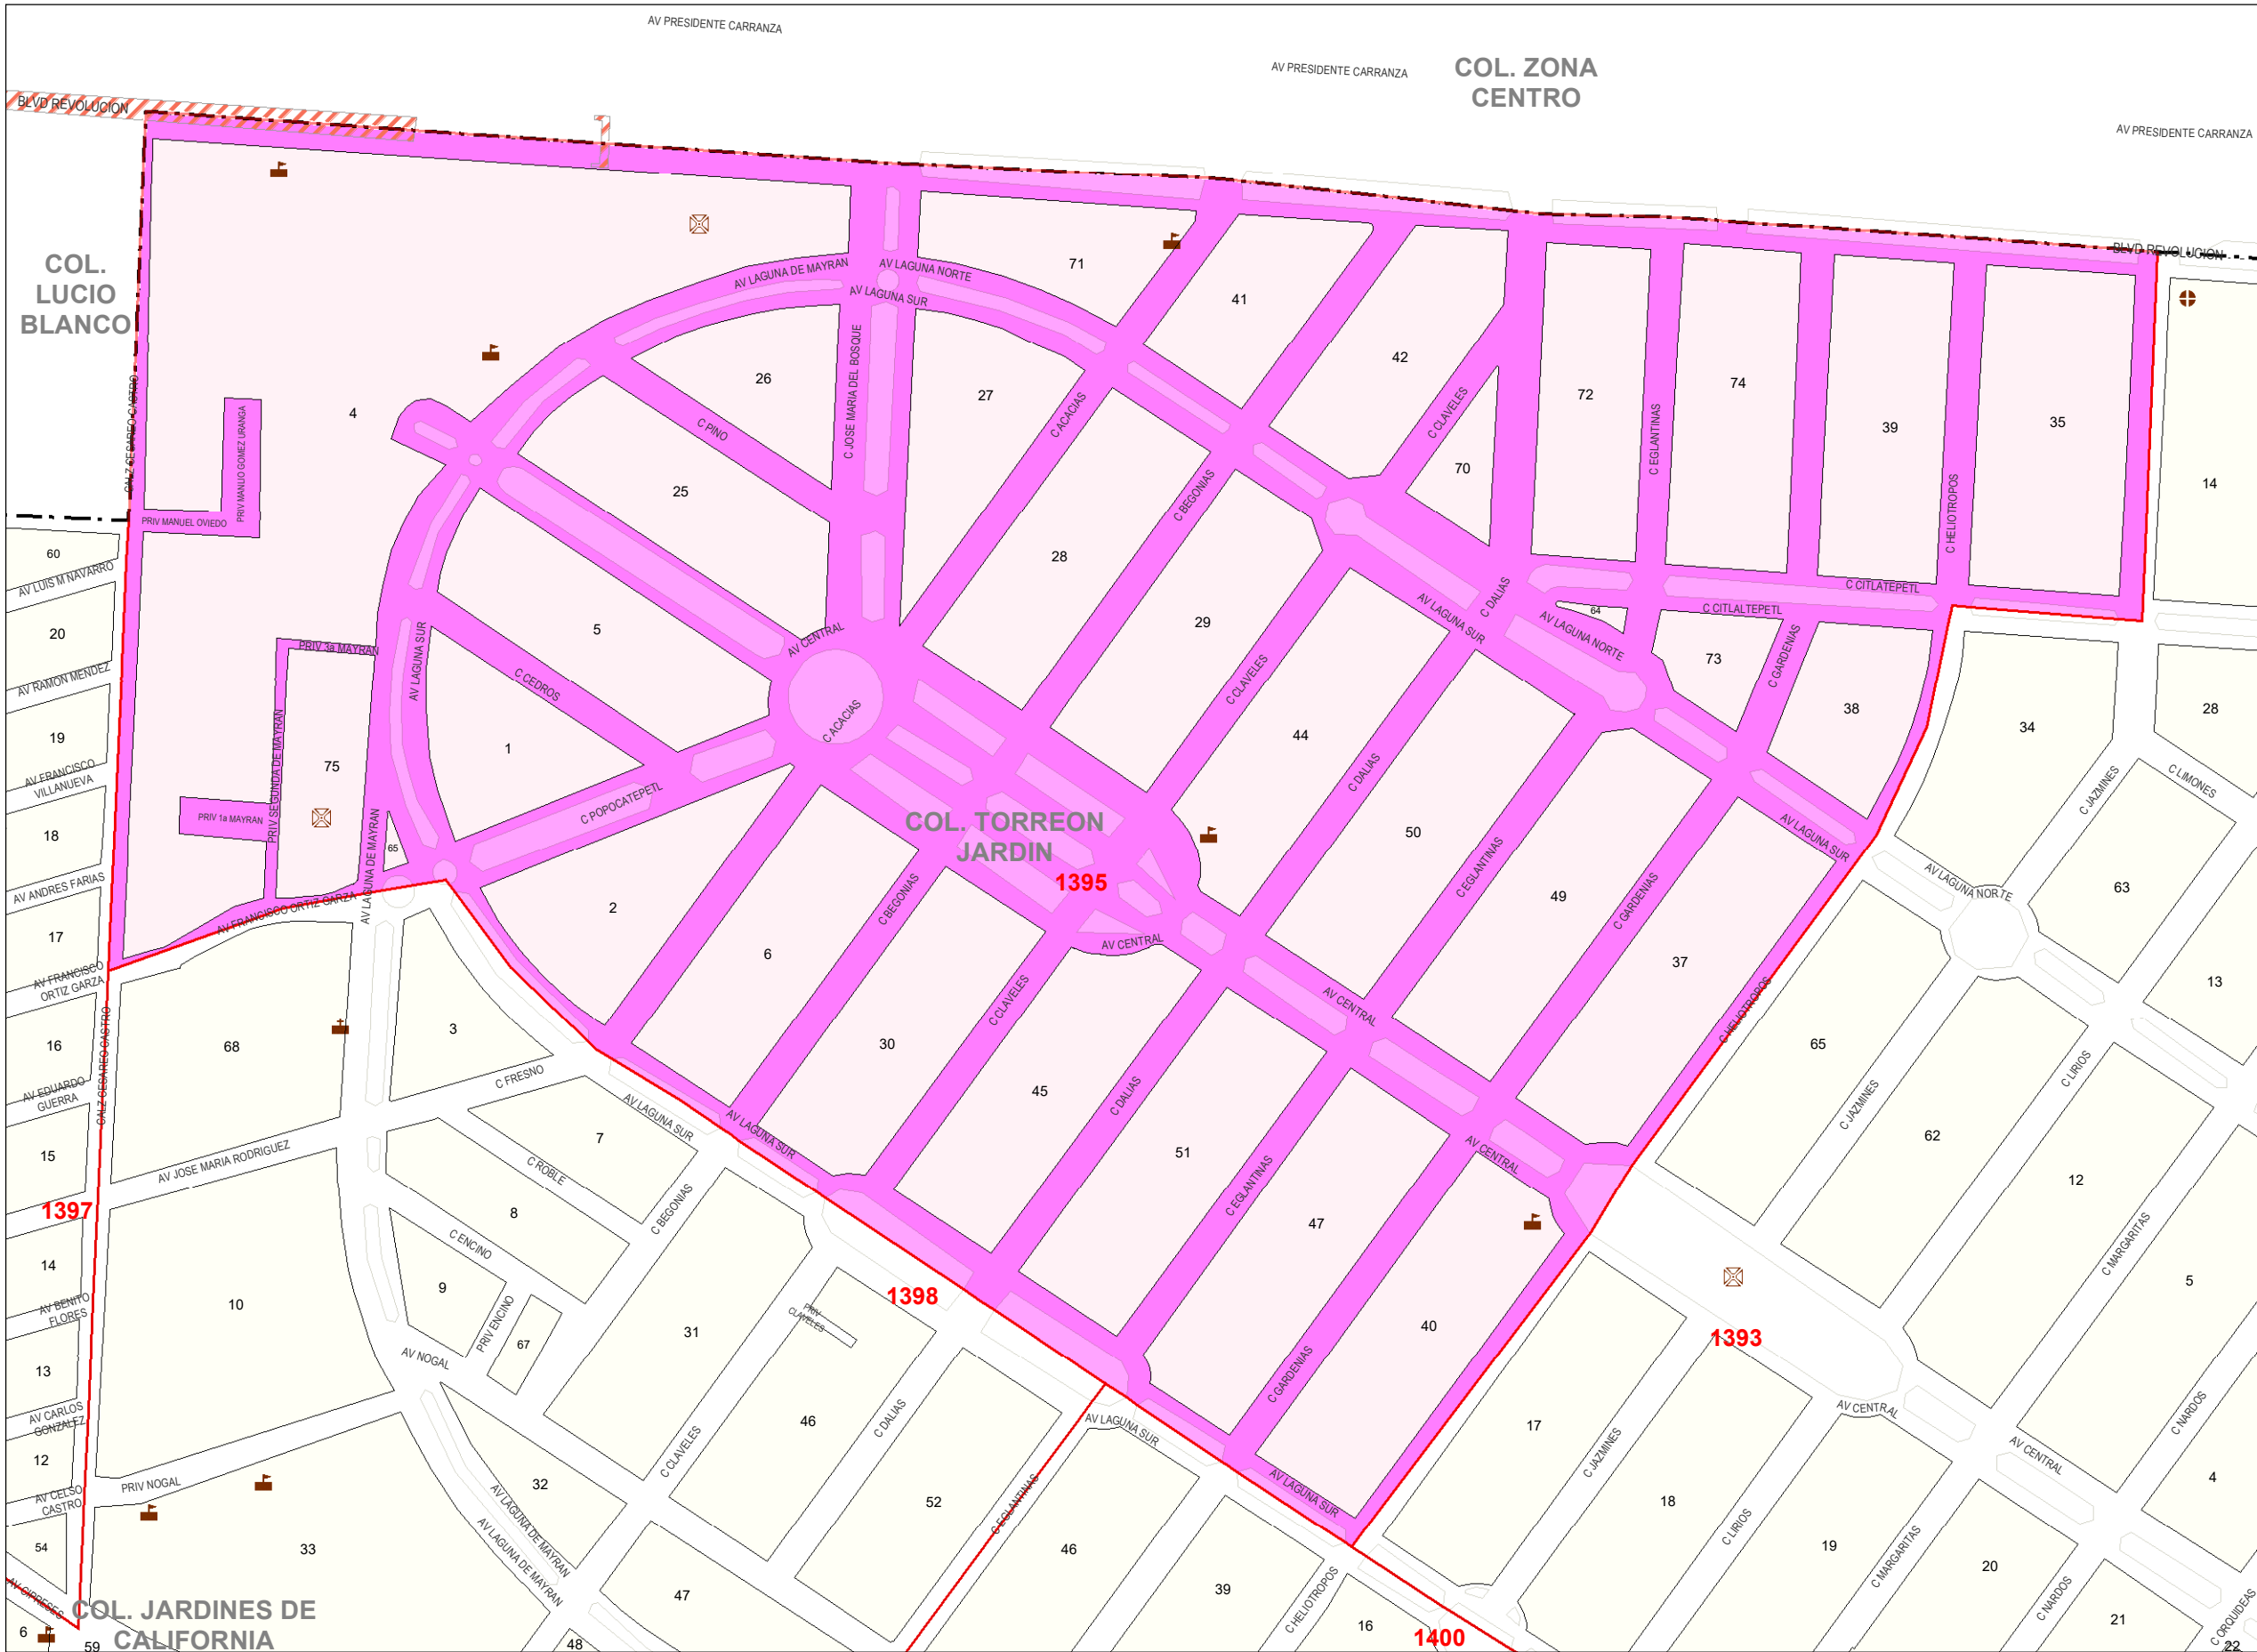 AV PRESIDENTE CARRANZA
AV PRESIDENTE CARRANZA
COL. ZONA
CENTRO
AV PRESIDENTE CARRANZA
BLVD REVOLUCION
BLVD REVOLUCION
COL.
LUCIO
BLANCO
AV LAGUNA DE MAYRAN
AV LAGUNA NORTE
AV LAGUNA SUR
71
41
42
26
27
72
74
39
35
14
4
25
70
28
29
CALZ CESAREO CASTRO
PRIV MANLIO GOMEZ URANGA
PRIV MANUEL OVIEDO
C PINO
C JOSE MARIA DEL BOSQUE
C ACACIAS
C BEGONIAS
C CLAVELES
C EGLANTINAS
C HELIOTROPOS
60
AV LUIS M NAVARRO
20
AV RAMON MENDEZ
19
AV FRANCISCO
VILLANUEVA
18
AV ANDRES FARIAS
17
AV FRANCISCO
ORTIZ GARZA
16
AV EDUARDO
GUERRA
15
1397
14
AV BENITO
FLORES
13
AV CARLOS
GONZALEZ
12
AV CELSO
CASTRO
54
AV CIPRESES
6
59
COL. JARDINES DE
CALIFORNIA
PRIV 3a MAYRAN
PRIV SEGUNDA DE MAYRAN
75
PRIV 1a MAYRAN
AV LAGUNA DE MAYRAN
65
AV FRANCISCO ORTIZ GARZA
AV LAGUNA SUR
5
C CEDROS
1
C POPOCATEPETL
AV CENTRAL
C ACACIAS
2
6
C BEGONIAS
COL. TORREON
JARDIN
1395
AV CENTRAL
C CLAVELES
44
C DALIAS
50
C EGLANTINAS
49
C GARDENIAS
37
C HELIOTROPOS
AV LAGUNA SUR
C DALIAS
AV LAGUNA NORTE
64
C CITLATEPETL
C CITLALTEPETL
73
C GARDENIAS
38
AV LAGUNA SUR
34
28
C JAZMINES
C LIMONES
63
AV LAGUNA NORTE
13
65
C JAZMINES
62
C LIRIOS
12
C MARGARITAS
5
30
C CLAVELES
45
C DALIAS
51
C EGLANTINAS
47
C GARDENIAS
40
AV CENTRAL
AV CENTRAL
AV LAGUNA SUR
AV LAGUNA SUR
AV LAGUNA SUR
AV LAGUNA SUR
CALZ CESAREO CASTRO
68
3
C FRESNO
7
AV JOSE MARIA RODRIGUEZ
C ROBLE
8
C BEGONIAS
C ENCINO
9
PRIV ENCINO
67
10
31
AV NOGAL
PRIV
CLAVELES
1398
46
C CLAVELES
C DALIAS
52
C EGLANTINAS
46
39
C HELIOTROPOS
16
1400
PRIV NOGAL
33
32
AV LAGUNA DE MAYRAN
AV LAGUNA DE MAYRAN
47
48
1393
17
C JAZMINES
18
C LIRIOS
19
C MARGARITAS
20
C NARDOS
21
C ORQUIDEAS
22
AV CENTRAL
AV CENTRAL
C NARDOS
4